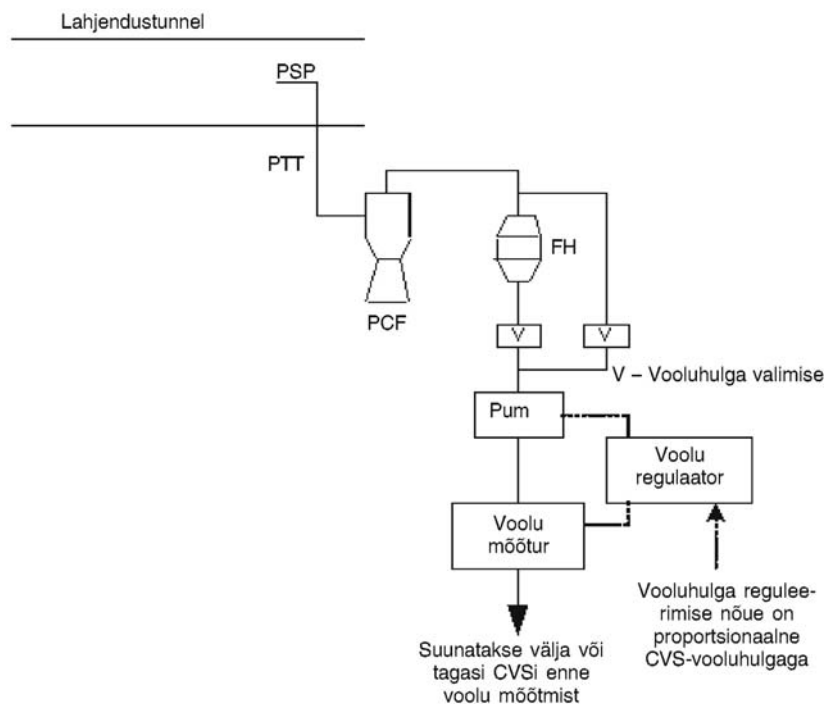 Lahjendustunnel
PSP
PTT
PCF
FH
V
V
V – Vooluhulga valimise
Pum
Voolu
regulaator
Voolu
mõõtur
Vooluhulga regulee-
rimise nõue on
proportsionaalne
CVS-vooluhulgaga
Suunatakse välja või
tagasi CVSi enne
voolu mõõtmist